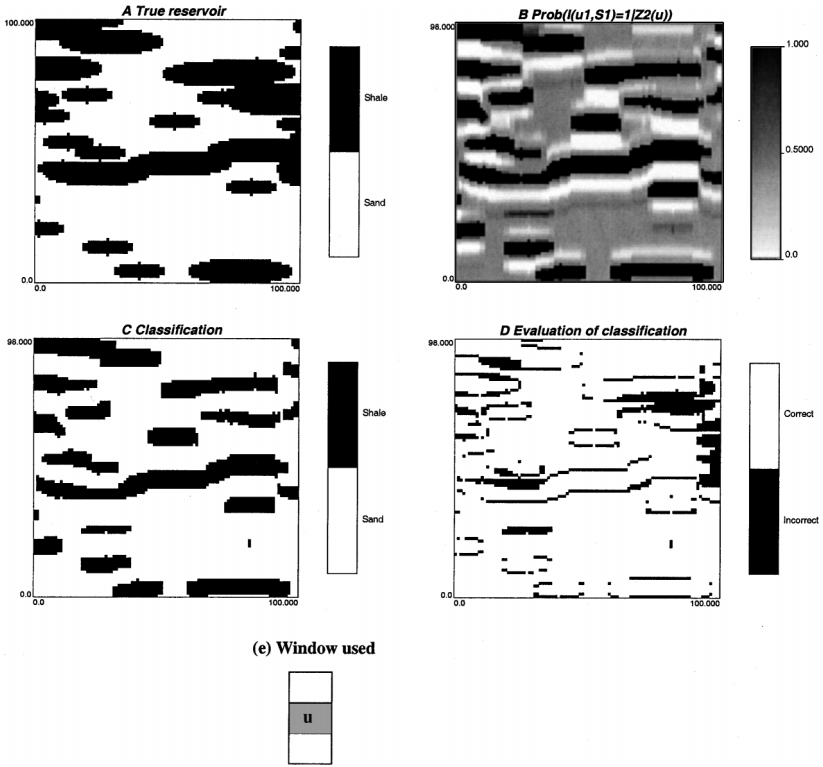 A True reservoir
100.000
0.0
0.0
100.000
Shale
Sand
B Prob(I(u1,S1)=1|Z2(u))
98.000
0.0
0.0
100.000
1.000
0.5000
0.0
C Classification
98.000
0.0
0.0
100.000
Shale
Sand
D Evaluation of classification
98.000
0.0
0.0
100.000
Correct
Incorrect
(e) Window used
u